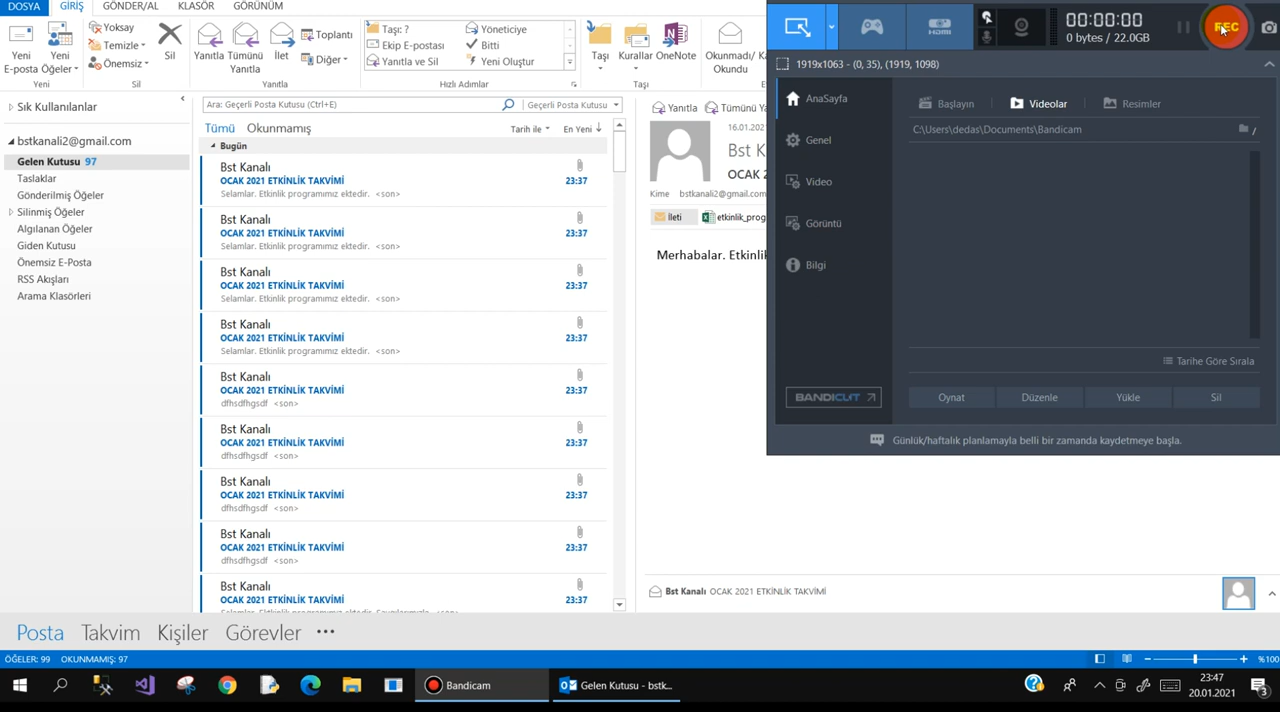 DOSYA GİRİŞ GÖNDER/AL KLASÖR GÖRÜNÜM
Yeni E-posta
Yeni Öğeler
Yeni
Yoksay
Temizle
Önemsiz
Sil
Sil
Yanıtla
Tümünü Yanıtla
İlet
Toplantı
Diğer
Yanıtla
Taşı: ?
Ekip E-postası
Yanıtla ve Sil
Yöneticiye
Bitti
Yeni Oluştur
Hızlı Adımlar
Taşı
Kurallar
OneNote
Taşı
Okunmadı/ Okundu
Sık Kullanılanlar
bstkanali2@gmail.com
Gelen Kutusu 97
Taslaklar
Gönderilmiş Öğeler
Silinmiş Öğeler
Algılanan Öğeler
Giden Kutusu
Önemsiz E-Posta
RSS Akışları
Arama Klasörleri
Ara: Geçerli Posta Kutusu (Ctrl+E) Geçerli Posta Kutusu
Tümü Okunmamış Tarih ile En Yeni
Bugün
Bst Kanalı
OCAK 2021 ETKİNLİK TAKVİMİ 23:37
Selamlar. Etkinlik programımız ektedir. <son>
Bst Kanalı
OCAK 2021 ETKİNLİK TAKVİMİ 23:37
Selamlar. Etkinlik programımız ektedir. <son>
Bst Kanalı
OCAK 2021 ETKİNLİK TAKVİMİ 23:37
Selamlar. Etkinlik programımız ektedir. <son>
Bst Kanalı
OCAK 2021 ETKİNLİK TAKVİMİ 23:37
Selamlar. Etkinlik programımız ektedir. <son>
Bst Kanalı
OCAK 2021 ETKİNLİK TAKVİMİ 23:37
dfhsdfhgsdf <son>
Bst Kanalı
OCAK 2021 ETKİNLİK TAKVİMİ 23:37
dfhsdfhgsdf <son>
Bst Kanalı
OCAK 2021 ETKİNLİK TAKVİMİ 23:37
dfhsdfhgsdf <son>
Bst Kanalı
OCAK 2021 ETKİNLİK TAKVİMİ 23:37
dfhsdfhgsdf <son>
Bst Kanalı
OCAK 2021 ETKİNLİK TAKVİMİ 23:37
Yanıtla Tümünü Ya
16.01.202
Bst K
OCAK 2
Kime bstkanali2@gmail.com
İleti etkinlik_prog
Merhabalar. Etkinli
Bst Kanalı OCAK 2021 ETKİNLİK TAKVİMİ
HDMI
00:00:00
0 bytes / 22.0GB
REC
1919x1063 - (0, 35), (1919, 1098)
AnaSayfa
Genel
Video
Görüntü
Bilgi
BANDICUT
Başlayın Videolar Resimler
C:\Users\dedas\Documents\Bandicam
Tarihe Göre Sırala
Oynat Düzenle Yükle Sil
Günlük/haftalık planlamayla belli bir zamanda kaydetmeye başla.
Posta Takvim Kişiler Görevler •••
ÖĞELER: 99 OKUNMAMIŞ: 97 %100
Bandicam
Gelen Kutusu - bstk...
23:47
20.01.2021
3